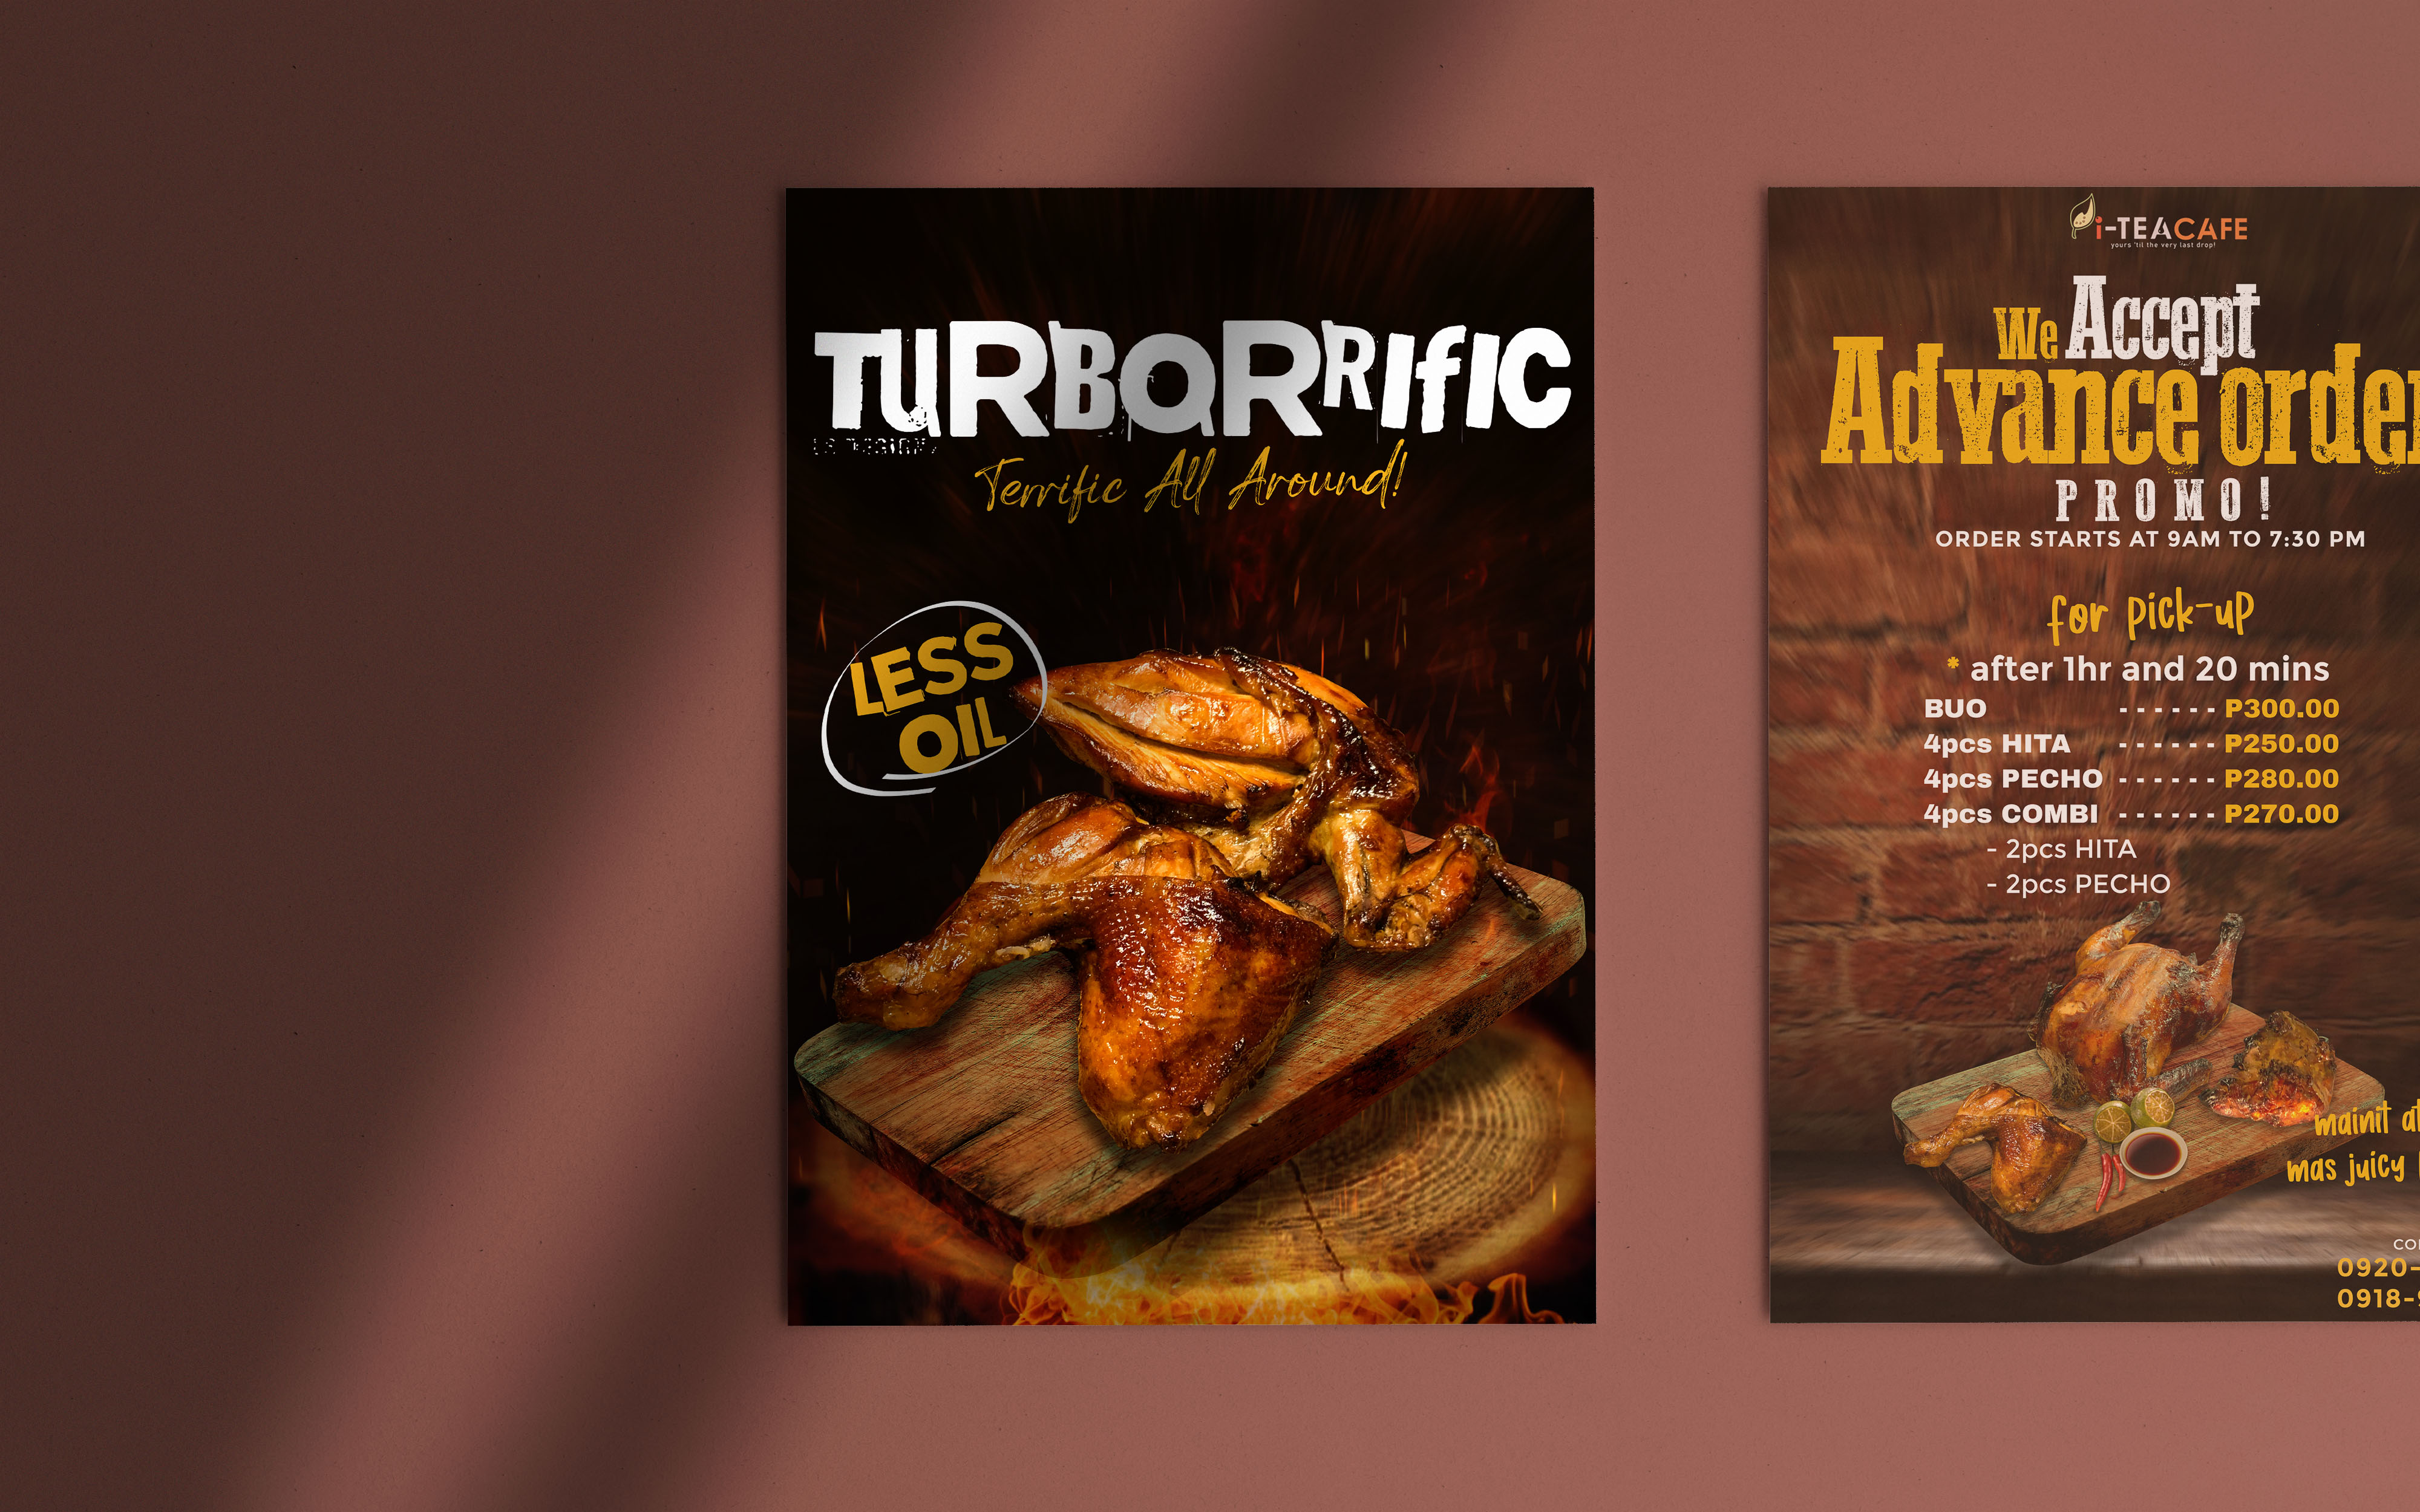 TURBORRIfIC
Terrific All Around!
LESS
OIL
i-TEACAFE
yours 'til the very last drop!
We Accept
Advance order
PROMO!
ORDER STARTS AT 9AM TO 7:30 PM
for pick-up
* after 1hr and 20 mins
BUO ------ P300.00
4pcs HITA ------ P250.00
4pcs PECHO ------ P280.00
4pcs COMBI ------ P270.00
- 2pcs HITA
- 2pcs PECHO
mainit at
mas juicy
0920-
0918-9